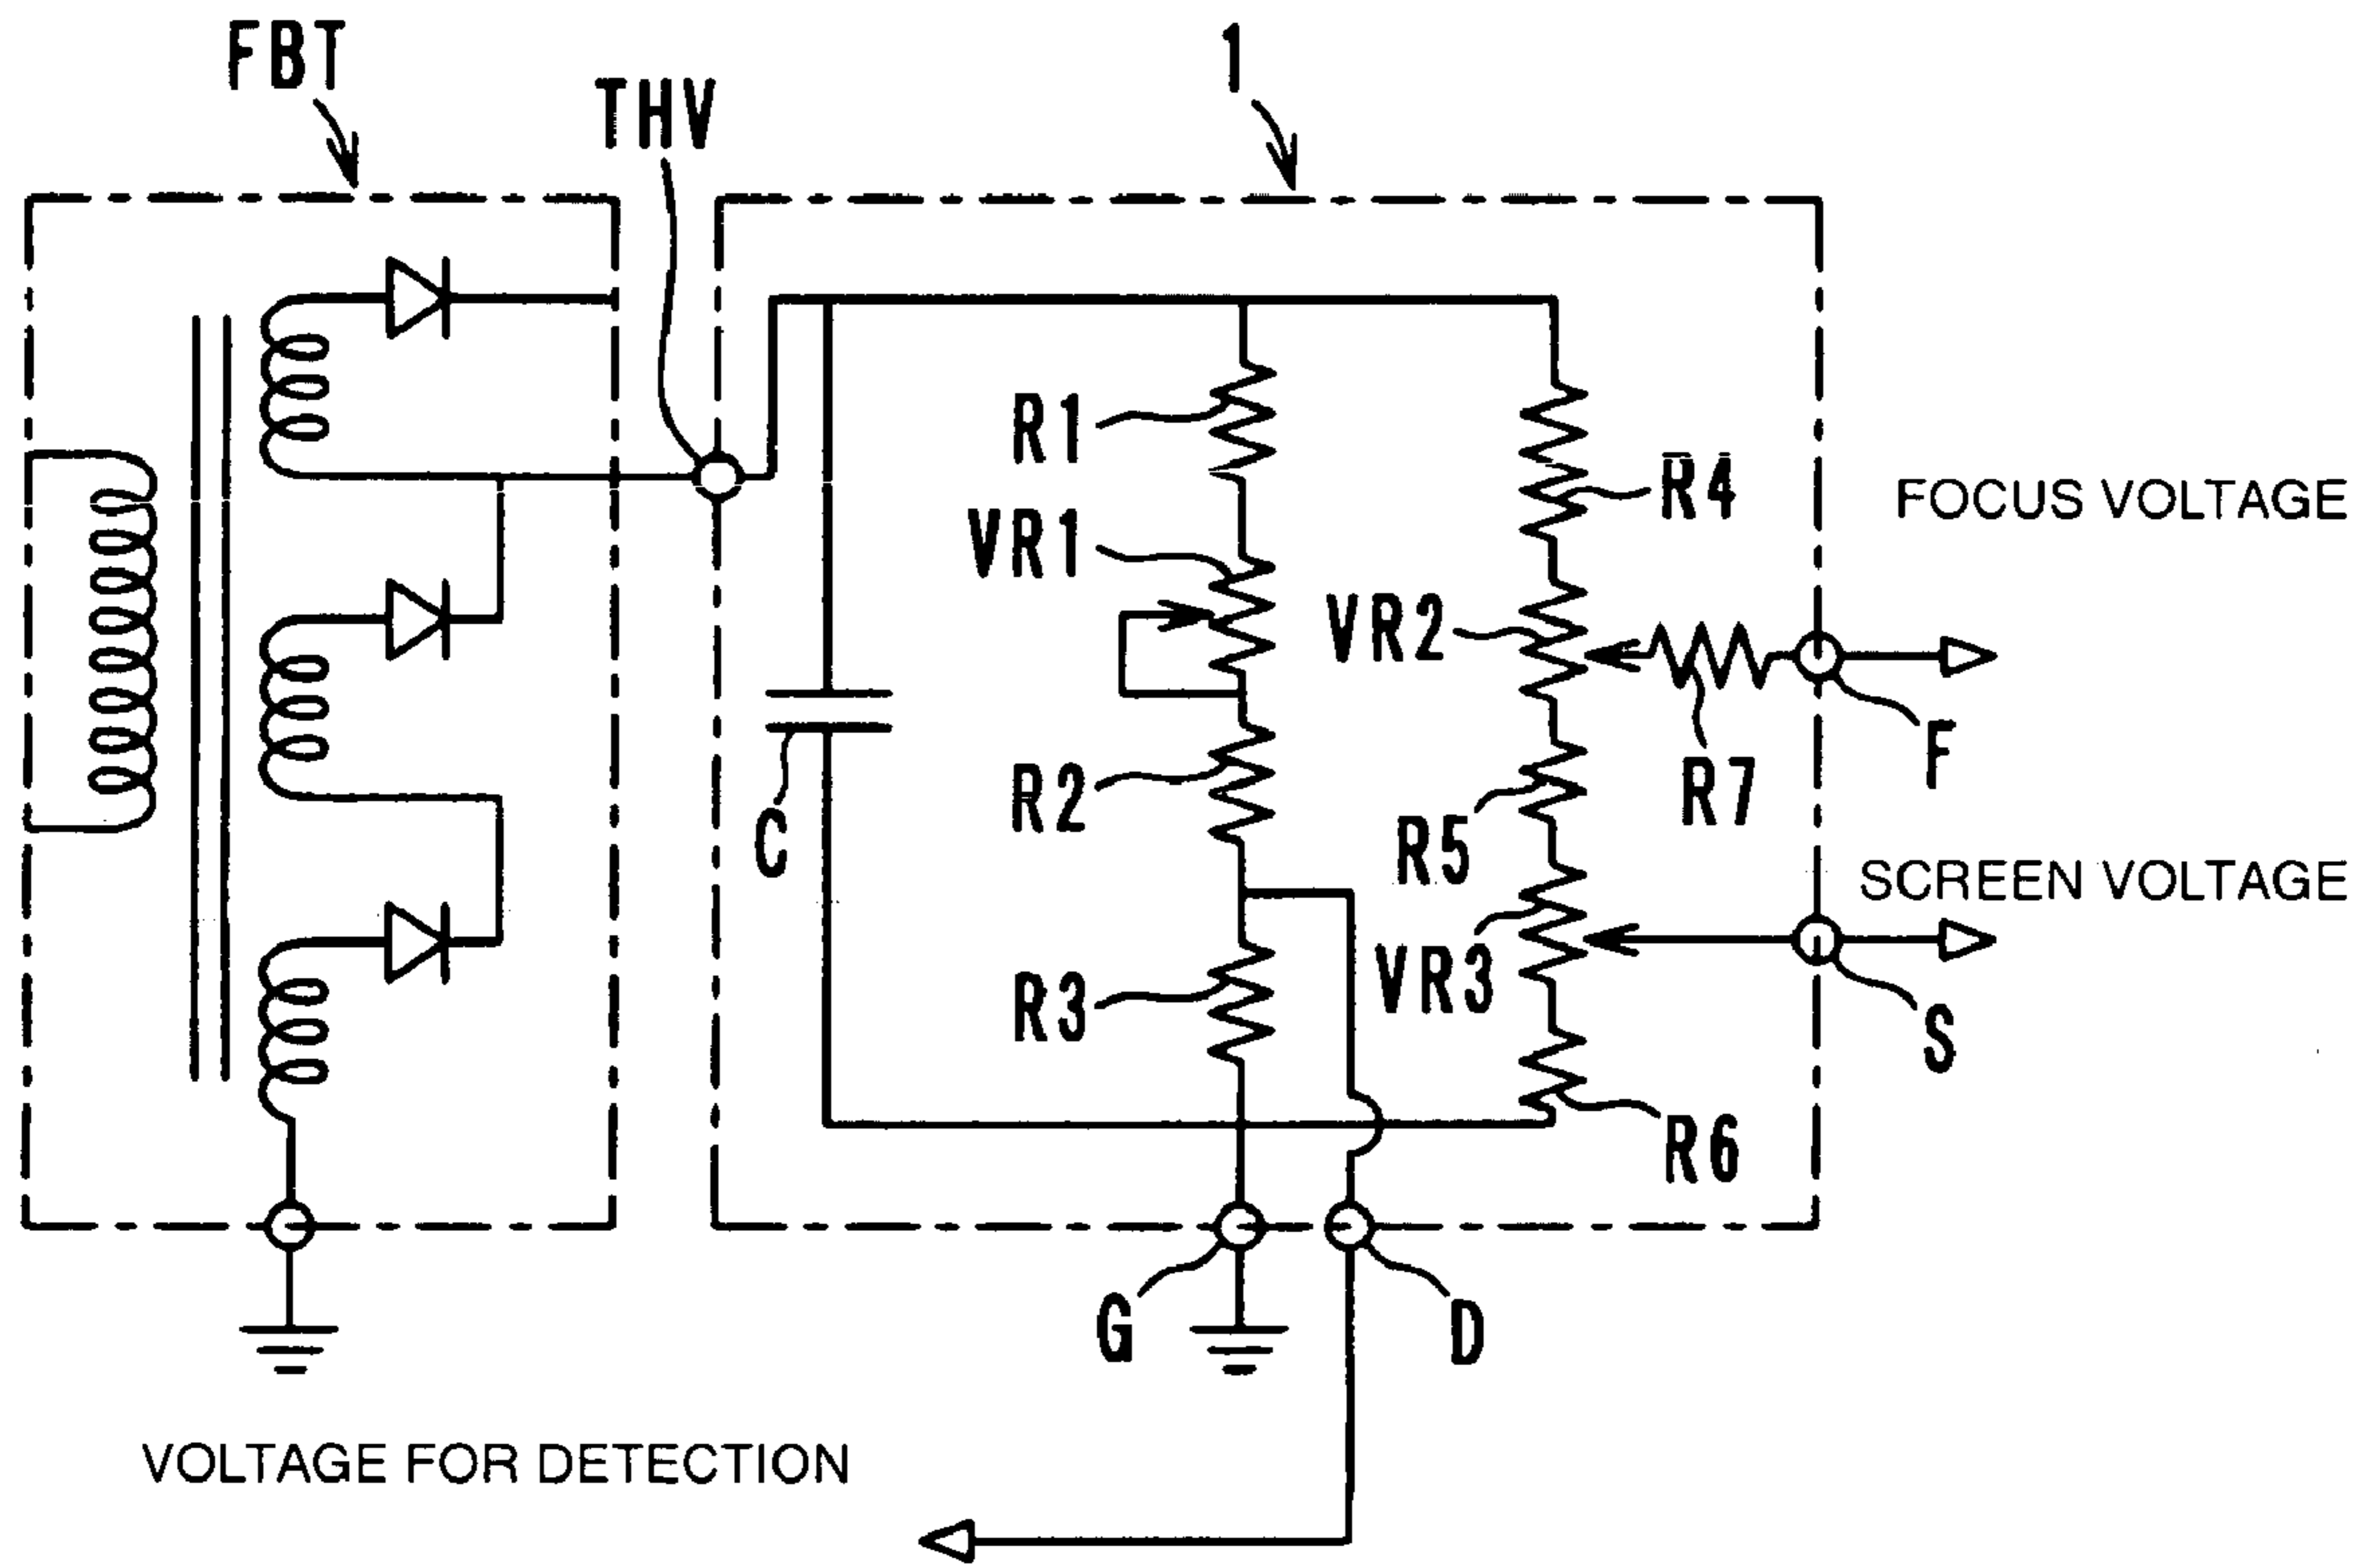 FBT
THV
1
R1
R4
FOCUS VOLTAGE
VR1
VR2
R7
F
R2
C
R5
SCREEN VOLTAGE
R3
VR3
S
R6
G
D
VOLTAGE FOR DETECTION